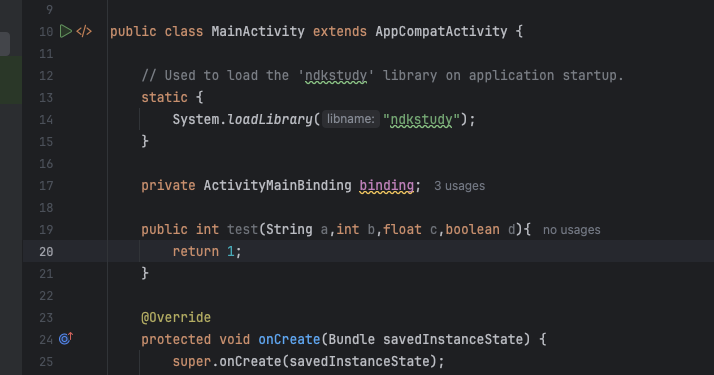 9
10 </> public class MainActivity extends AppCompatActivity {
11
12 // Used to load the 'ndkstudy' library on application startup.
13 static {
14 System.loadLibrary( libname: "ndkstudy");
15 }
16
17 private ActivityMainBinding binding; 3 usages
18
19 public int test(String a,int b,float c,boolean d){ no usages
20 return 1;
21 }
22
23 @Override
24 protected void onCreate(Bundle savedInstanceState) {
25 super.onCreate(savedInstanceState);